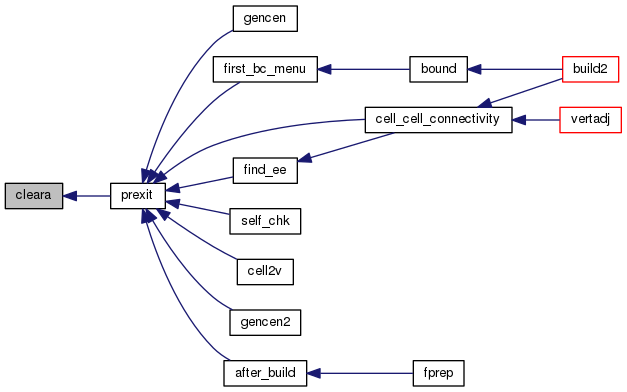 gencen
first_bc_menu
bound
build2
cell_cell_connectivity
vertadj
find_ee
cleara
prexit
self_chk
cell2v
gencen2
after_build
fprep